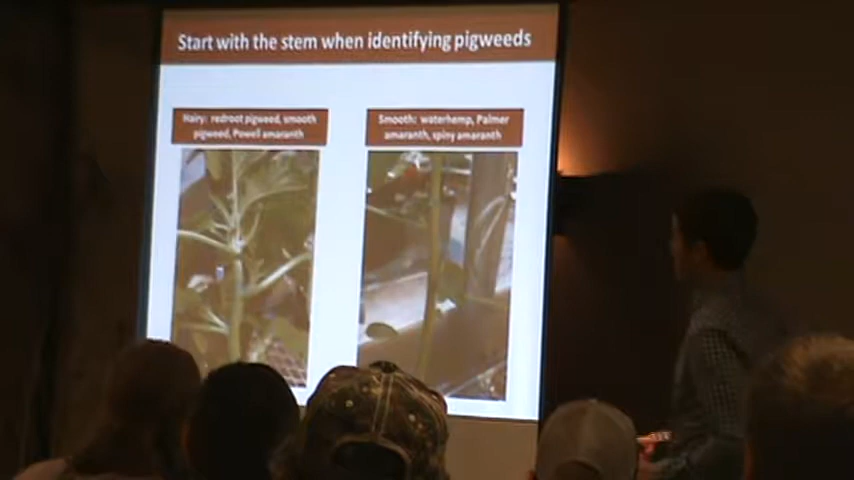 Start with the stem when identifying pigweeds
Hairy: redroot pigweed, smooth
pigweed, Powell amaranth
Smooth: waterhemp, Palmer
amaranth, spiny amaranth